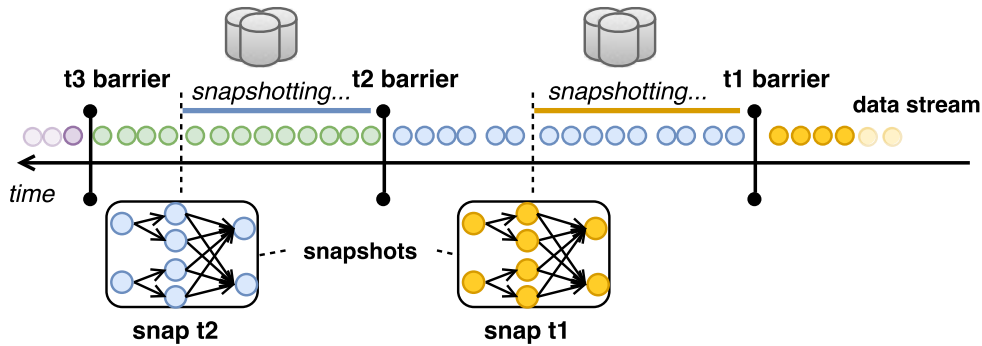 t3 barrier
t2 barrier
t1 barrier
snapshotting...
snapshotting...
data stream
time
snapshots
snap t2
snap t1